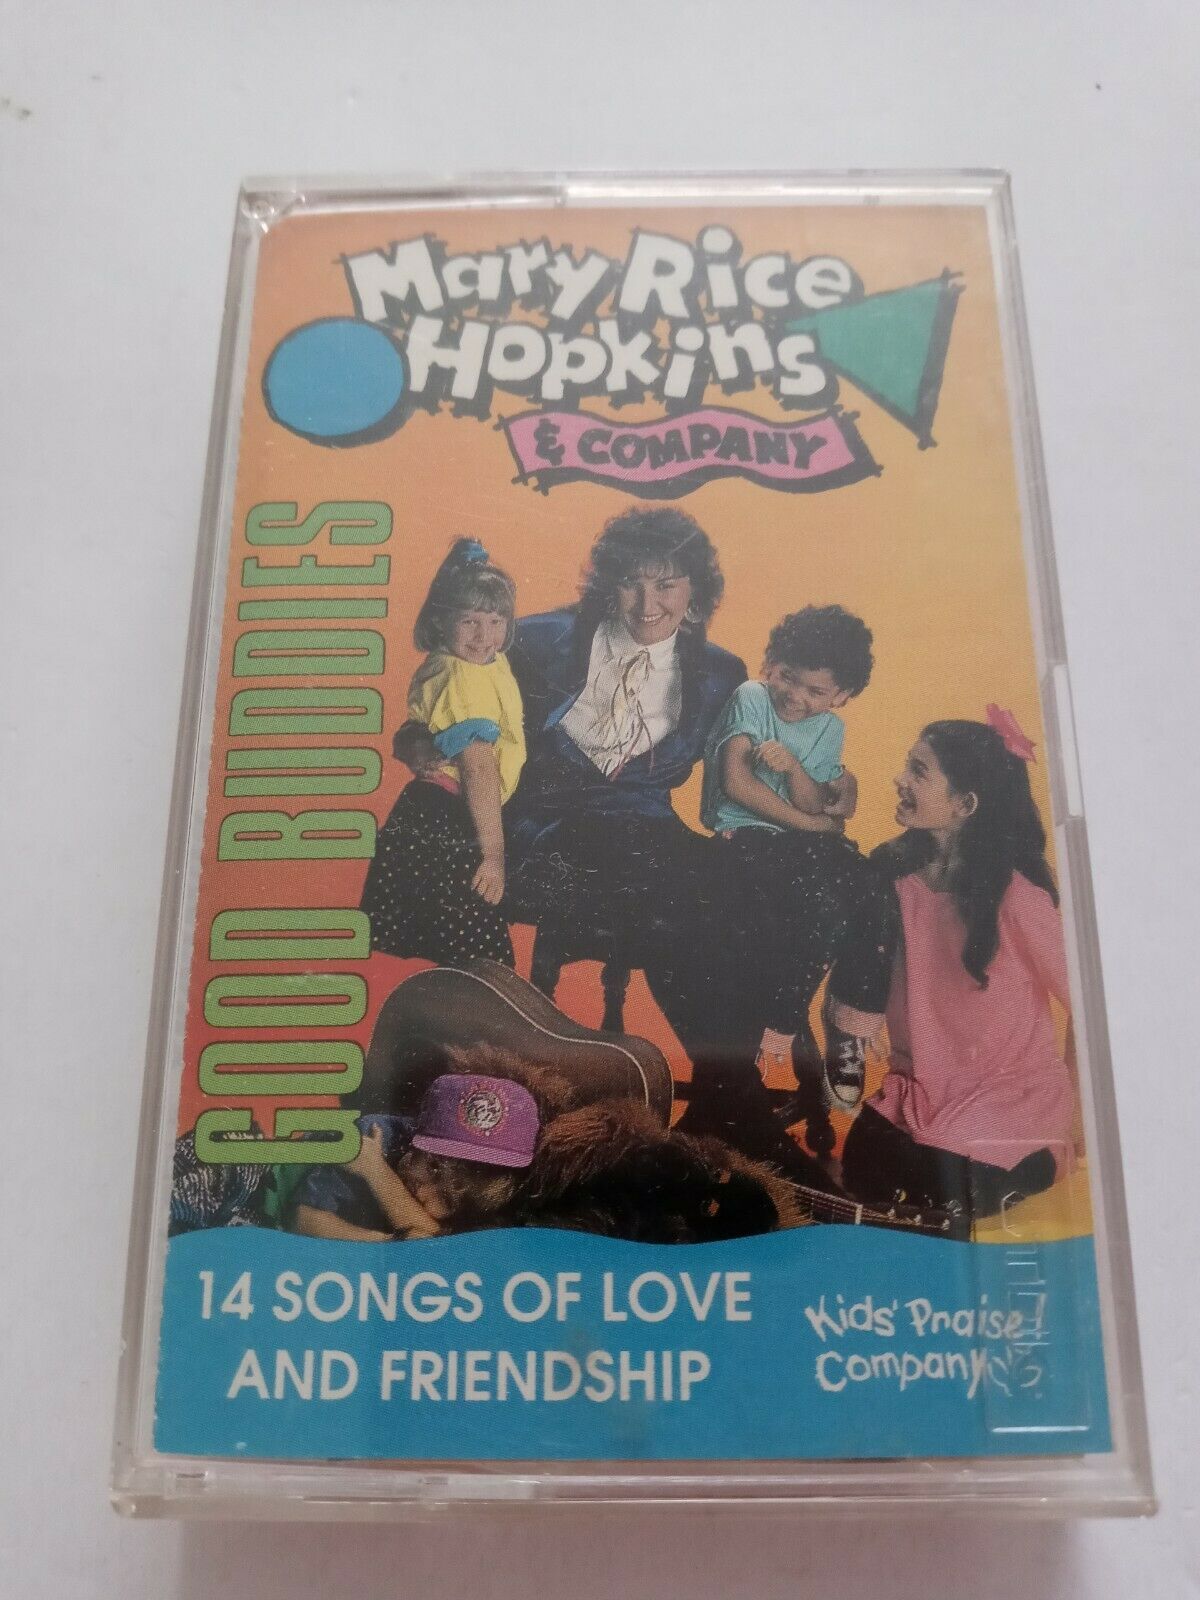 Mary Rice
Hopkins
& COMPANY
GOOD BUDDIES
14 SONGS OF LOVE
AND FRIENDSHIP
Kids' Praise!
Company